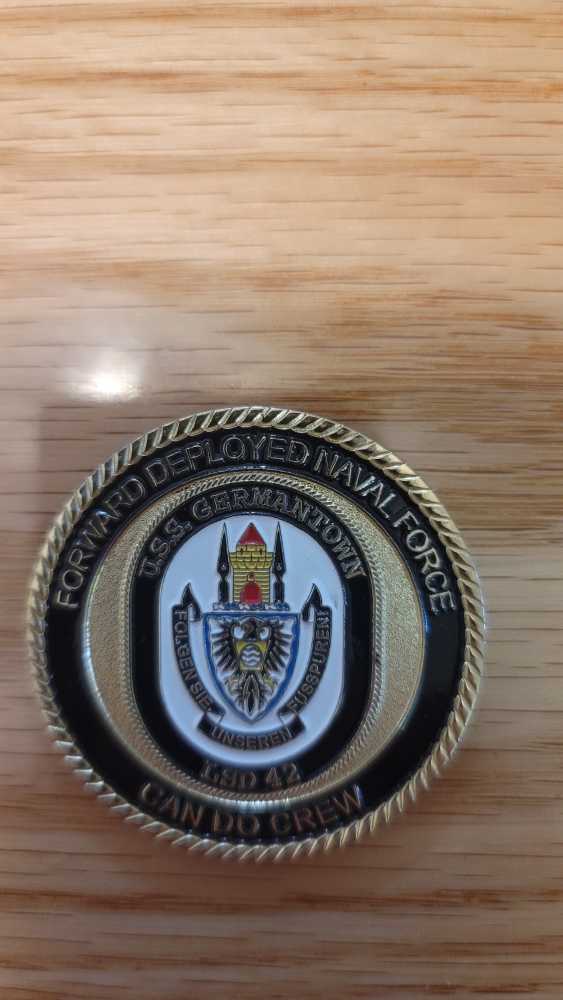 FORWARD DEPLOYED NAVAL FORCE
U.S.S. GERMANTOWN
FOLGEN SIE
UNSEREN
FUSSPUREN!
LSD 42
CAN DO CREW